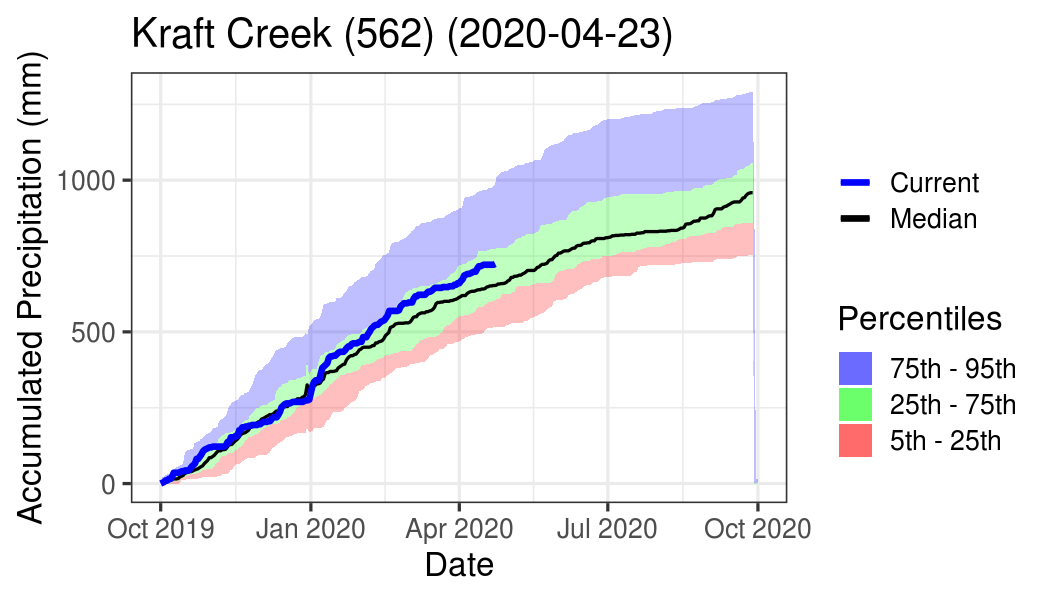 Kraft Creek (562) (2020-04-23)
Accumulated Precipitation (mm)
1000
500
0
Oct 2019
Jan 2020
Apr 2020
Jul 2020
Oct 2020
Date
Current
Median
Percentiles
75th - 95th
25th - 75th
5th - 25th